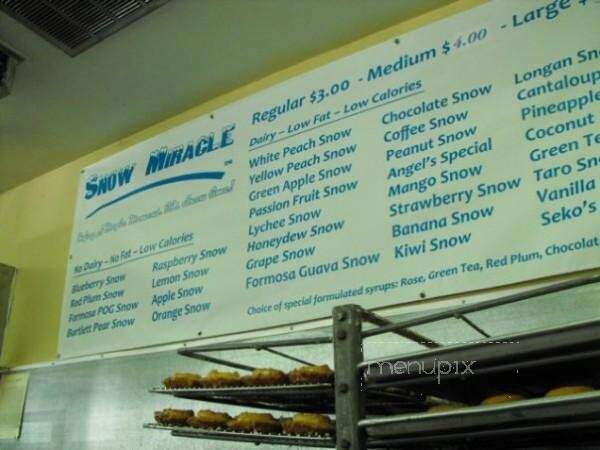 Regular $3.00 - Medium $4.00 - Large
SNOW MIRACLE™
No Dairy – No Fat – Low Calories
Blueberry Snow
Red Plum Snow
Formosa POG Snow
Bartlett Pear Snow
Raspberry Snow
Lemon Snow
Apple Snow
Orange Snow
Dairy – Low Fat – Low Calories
White Peach Snow
Yellow Peach Snow
Green Apple Snow
Passion Fruit Snow
Lychee Snow
Honeydew Snow
Grape Snow
Formosa Guava Snow
Chocolate Snow
Coffee Snow
Peanut Snow
Angel's Special
Mango Snow
Strawberry Snow
Banana Snow
Kiwi Snow
Longan
Cantaloup
Pineapple
Coconut
Green
Taro
Vanilla
Seko's
Choice of special formulated syrups: Rose, Green Tea, Red Plum, Chocolat
menupix